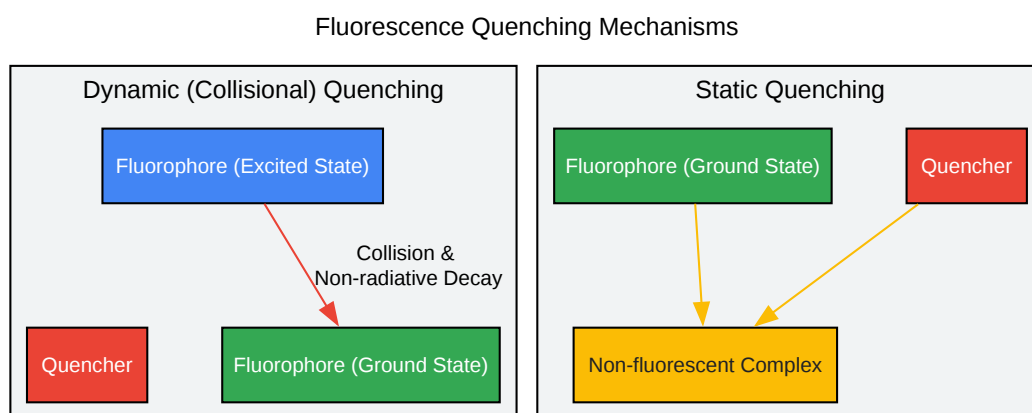 Fluorescence Quenching Mechanisms
Dynamic (Collisional) Quenching
Fluorophore (Excited State)
Collision &
Non-radiative Decay
Quencher
Fluorophore (Ground State)
Static Quenching
Fluorophore (Ground State)
Quencher
Non-fluorescent Complex